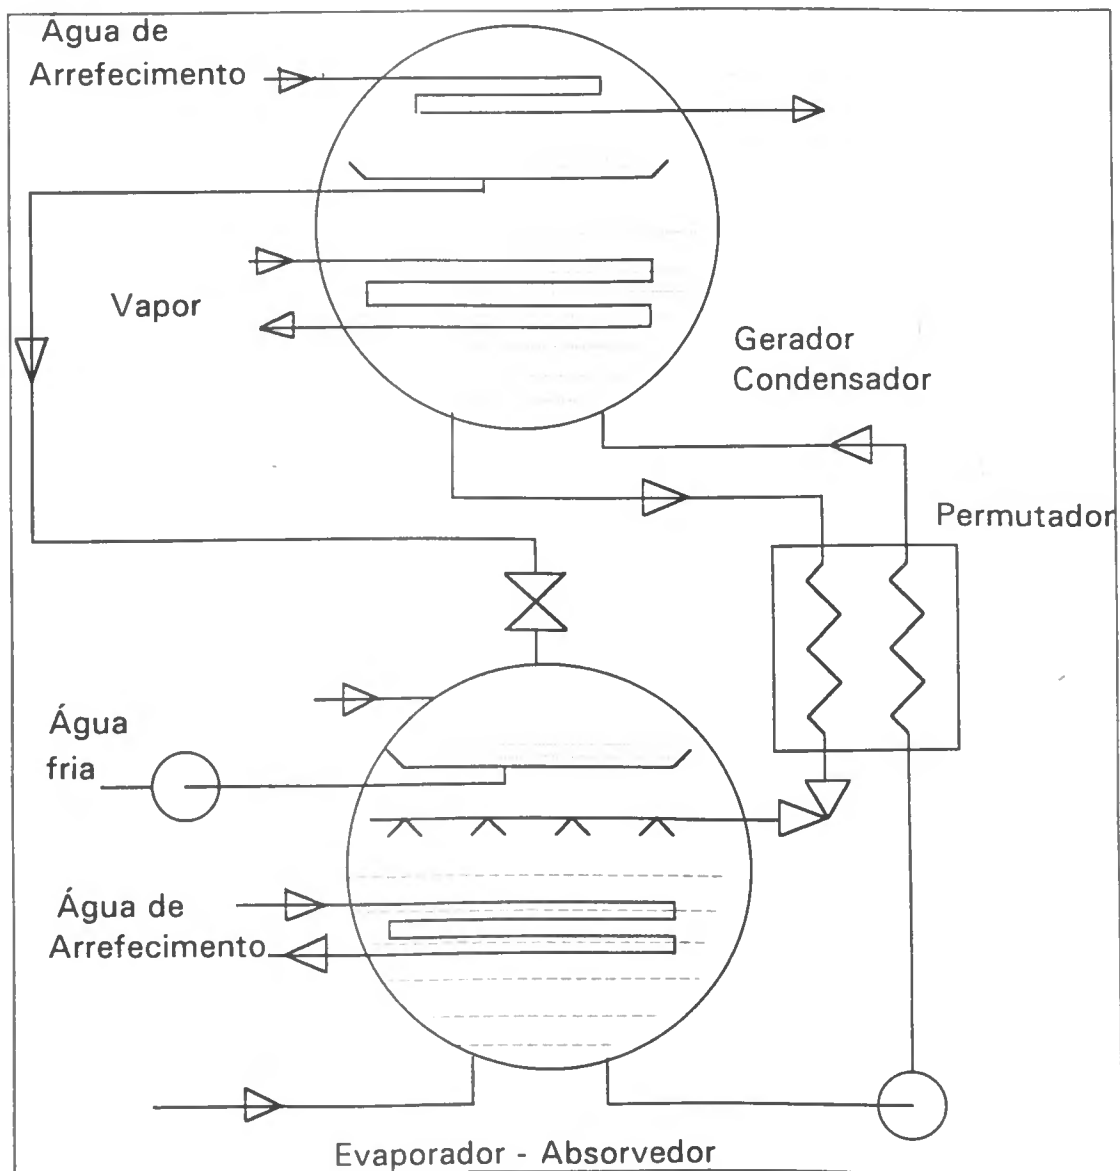 Água de
Arrefecimento
Vapor
Gerador
Condensador
Permutador
Água
fria
Água de
Arrefecimento
Evaporador - Absorvedor